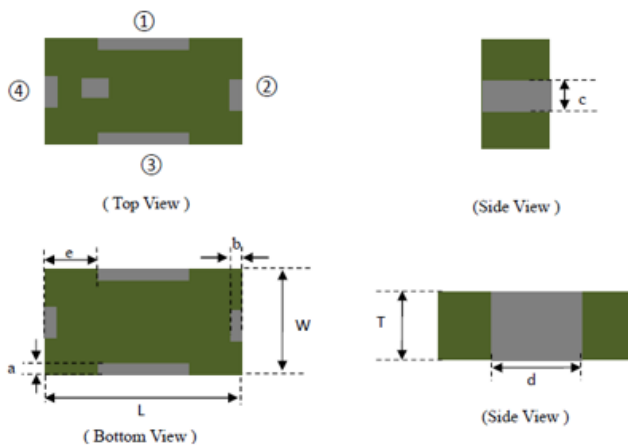 ①
④
②
③
( Top View )
c
(Side View )
e
b
W
a
L
( Bottom View )
T
d
(Side View )